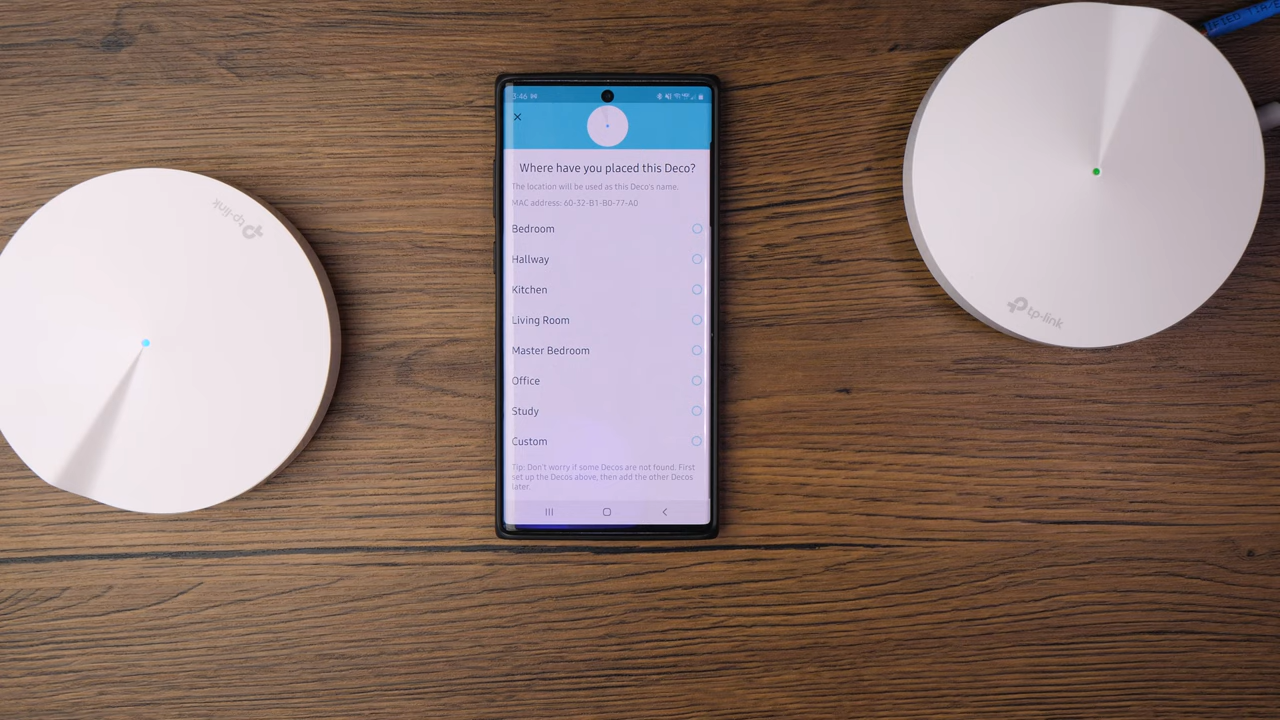 5:46
Where have you placed this Deco?
The location will be used as this Deco's name.
MAC address: 60-32-B1-B0-77-A0
Bedroom
Hallway
Kitchen
Living Room
Master Bedroom
Office
Study
Custom
Tip: Don't worry if some Decos are not found. First
set up the Decos above, then add the other Decos
later.
tp-link
tp-link